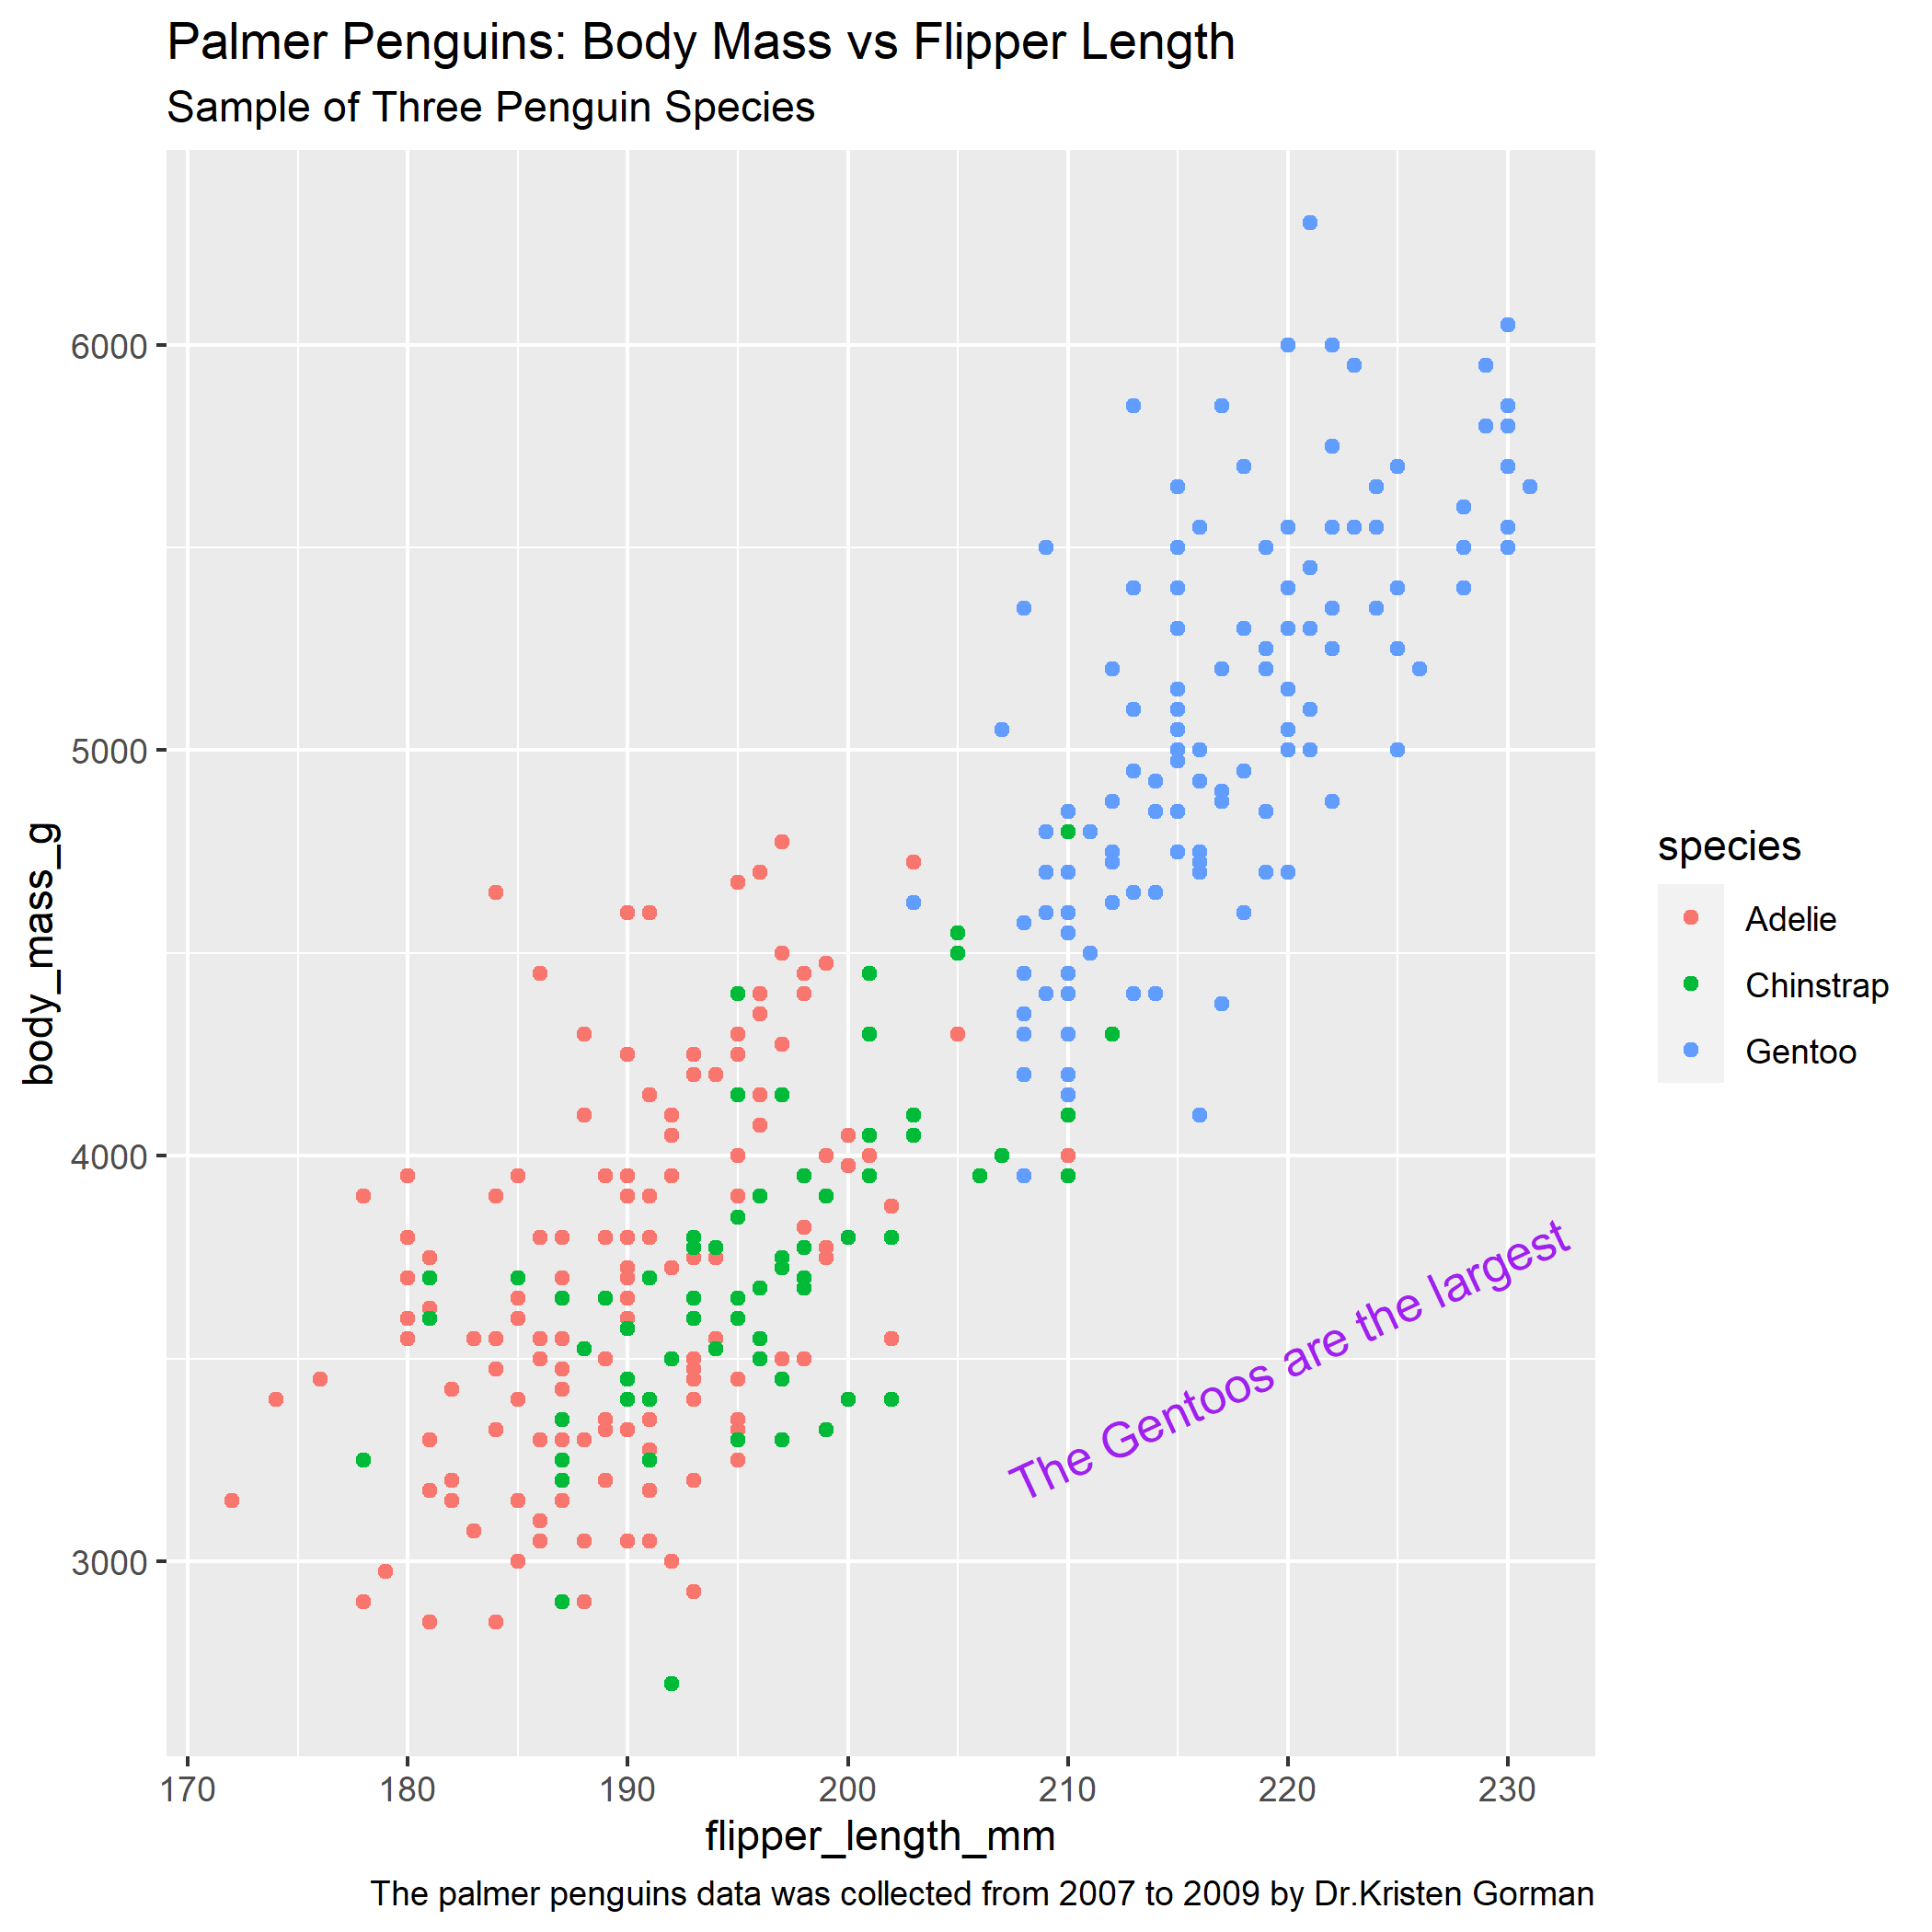 Palmer Penguins: Body Mass vs Flipper Length
Sample of Three Penguin Species
6000
5000
4000
3000
body_mass_g
170 180 190 200 210 220 230
flipper_length_mm
The Gentoos are the largest
species
Adelie
Chinstrap
Gentoo
The palmer penguins data was collected from 2007 to 2009 by Dr.Kristen Gorman